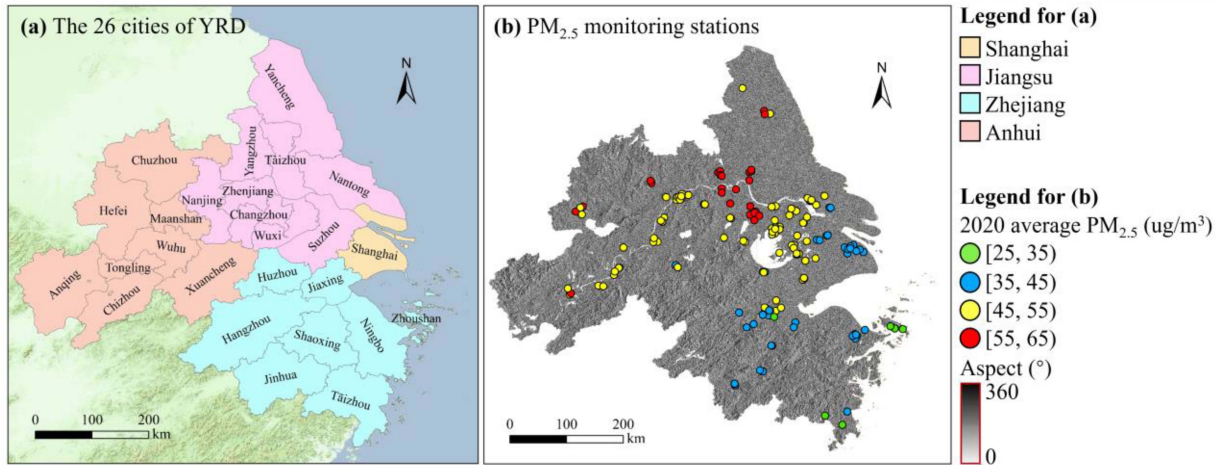 (a) The 26 cities of YRD
N
Yancheng
Chuzhou
Yangzhou
Tǎizhou
Nantong
Zhenjiang
Nanjing
Hefei
Maanshan
Changzhou
Wuxi
Suzhou
Wuhu
Shanghai
Tongling
Xuancheng
Anqing
Chizhou
Huzhou
Jiaxing
Zhoushan
Hangzhou
Ningbo
Shaoxing
Jinhua
Tāizhou
0 100 200
km
(b) PM2.5 monitoring stations
N
0 100 200
km
Legend for (a)
Shanghai
Jiangsu
Zhejiang
Anhui
Legend for (b)
2020 average PM2.5 (ug/m³)
[25, 35)
[35, 45)
[45, 55)
[55, 65)
Aspect (°)
360
0